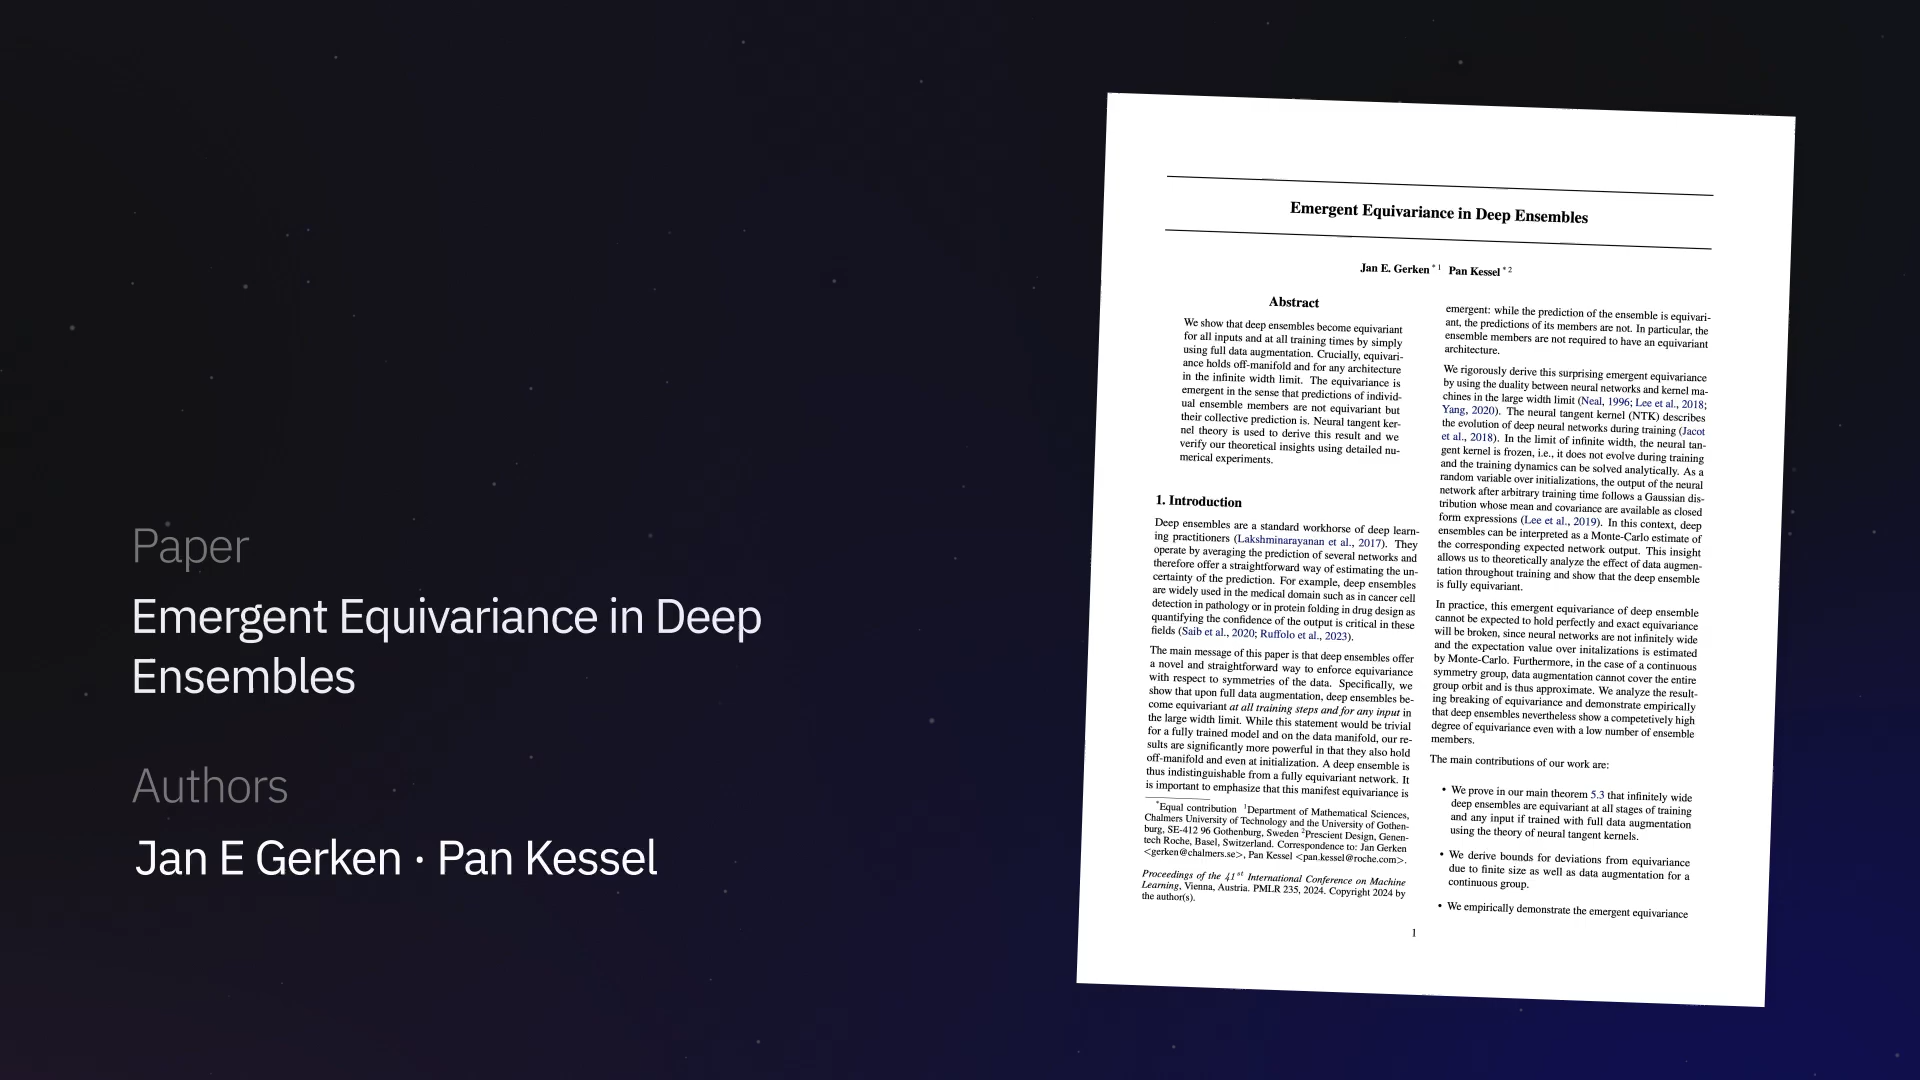 Paper
Emergent Equivariance in Deep
Ensembles
Authors
Jan E Gerken · Pan Kessel
Emergent Equivariance in Deep Ensembles
Jan E. Gerken * 1 Pan Kessel * 2
Abstract
We show that deep ensembles become equivariant
for all inputs and at all training times by simply
using full data augmentation. Crucially, equivari-
ance holds off-manifold and for any architecture
in the infinite width limit. The equivariance is
emergent in the sense that predictions of individ-
ual ensemble members are not equivariant but
their collective prediction is. Neural tangent ker-
nel theory is used to derive this result and we
verify our theoretical insights using detailed nu-
merical experiments.
1. Introduction
Deep ensembles are a standard workhorse of deep learn-
ing practitioners (Lakshminarayanan et al., 2017). They
operate by averaging the prediction of several networks and
therefore offer a straightforward way of estimating the un-
certainty of the prediction. For example, deep ensembles
are widely used in the medical domain such as in cancer cell
detection in pathology or in protein folding in drug design as
quantifying the confidence of the output is critical in these
fields (Saib et al., 2020; Ruffolo et al., 2023).
The main message of this paper is that deep ensembles offer
a novel and straightforward way to enforce equivariance
with respect to symmetries of the data. Specifically, we
show that upon full data augmentation, deep ensembles be-
come equivariant at all training steps and for any input in
the large width limit. While this statement would be trivial
for a fully trained model and on the data manifold, our re-
sults are significantly more powerful in that they also hold
off-manifold and even at initialization. A deep ensemble is
thus indistinguishable from a fully equivariant network. It
is important to emphasize that this manifest equivariance is
*Equal contribution 1Department of Mathematical Sciences,
Chalmers University of Technology and the University of Gothen-
burg, SE-412 96 Gothenburg, Sweden 2Prescient Design, Genen-
tech Roche, Basel, Switzerland. Correspondence to: Jan Gerken
<gerken@chalmers.se>, Pan Kessel <pan.kessel@roche.com>.
Proceedings of the 41st International Conference on Machine
Learning, Vienna, Austria. PMLR 235, 2024. Copyright 2024 by
the author(s).
emergent: while the prediction of the ensemble is equivari-
ant, the predictions of its members are not. In particular, the
ensemble members are not required to have an equivariant
architecture.
We rigorously derive this surprising emergent equivariance
by using the duality between neural networks and kernel ma-
chines in the large width limit (Neal, 1996; Lee et al., 2018;
Yang, 2020). The neural tangent kernel (NTK) describes
the evolution of deep neural networks during training (Jacot
et al., 2018). In the limit of infinite width, the neural tan-
gent kernel is frozen, i.e., it does not evolve during training
and the training dynamics can be solved analytically. As a
random variable over initializations, the output of the neural
network after arbitrary training time follows a Gaussian dis-
tribution whose mean and covariance are available as closed
form expressions (Lee et al., 2019). In this context, deep
ensembles can be interpreted as a Monte-Carlo estimate of
the corresponding expected network output. This insight
allows us to theoretically analyze the effect of data augmen-
tation throughout training and show that the deep ensemble
is fully equivariant.
In practice, this emergent equivariance of deep ensemble
cannot be expected to hold perfectly and exact equivariance
will be broken, since neural networks are not infinitely wide
and the expectation value over initalizations is estimated
by Monte-Carlo. Furthermore, in the case of a continuous
symmetry group, data augmentation cannot cover the entire
group orbit and is thus approximate. We analyze the result-
ing breaking of equivariance and demonstrate empirically
that deep ensembles nevertheless show a competetively high
degree of equivariance even with a low number of ensemble
members.
The main contributions of our work are:
• We prove in our main theorem 5.3 that infinitely wide
deep ensembles are equivariant at all stages of training
and any input if trained with full data augmentation
using the theory of neural tangent kernels.
• We derive bounds for deviations from equivariance
due to finite size as well as data augmentation for a
continuous group.
• We empirically demonstrate the emergent equivariance
1